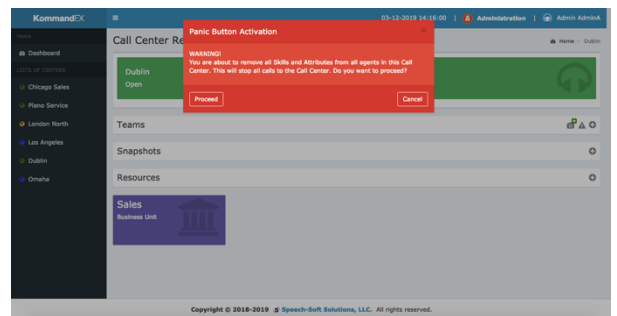 KommandEX
03-12-2019 14:16:00 | Administration | Admin AdminA
Home
Dashboard
LISTS OF CENTERS
Chicago Sales
Plano Service
London North
Los Angeles
Dublin
Omaha
Call Center Re
Home > Dublin
Panic Button Activation ×
WARNING!
You are about to remove all Skills and Attributes from all agents in this Call
Center. This will stop all calls to the Call Center. Do you want to proceed?
Proceed Cancel
Dublin
Open
Teams
Snapshots
Resources
Sales
Business Unit
Copyright © 2018-2019 Speech-Soft Solutions, LLC. All rights reserved.